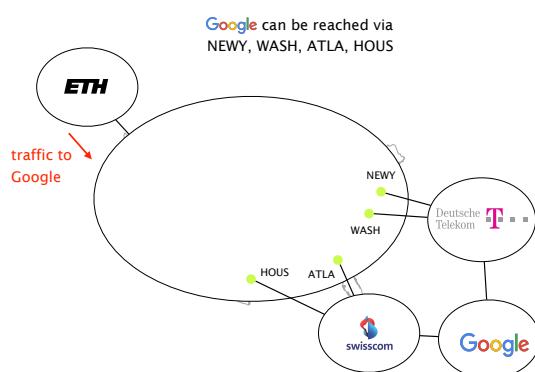 Google can be reached via
NEWY, WASH, ATLA, HOUS
ETH
traffic to
Google
NEWY
WASH
Deutsche
Telekom
T
HOUS
ATLA
swisscom
Google